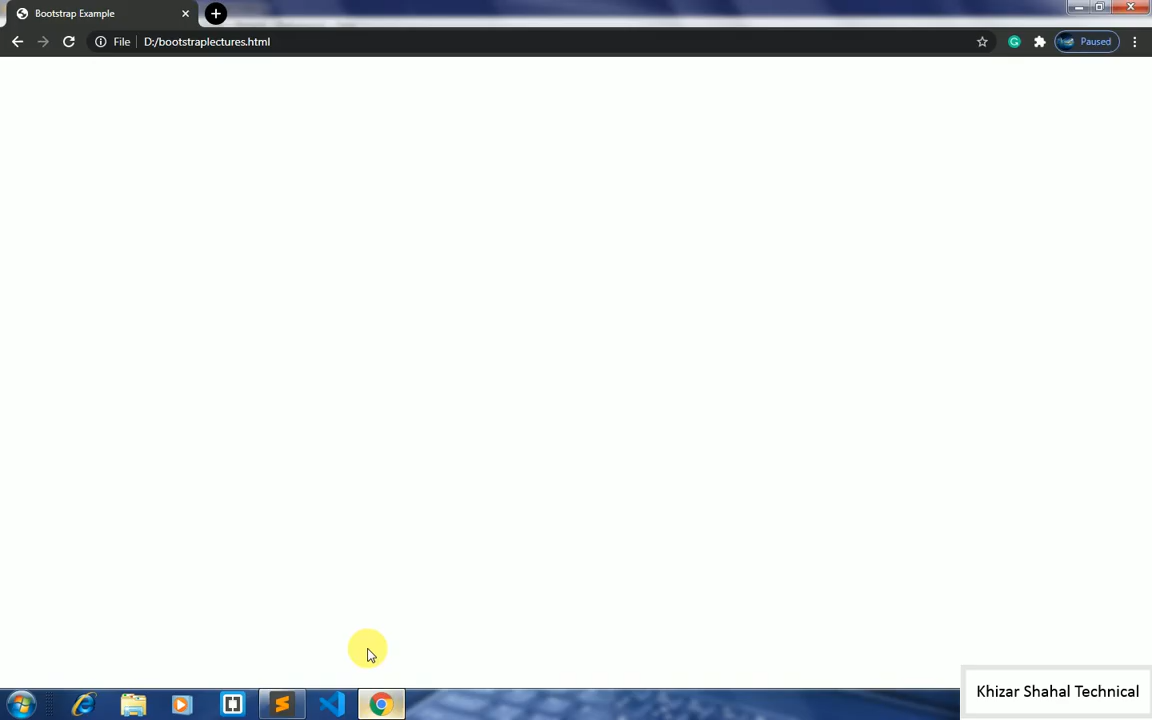 Bootstrap Example
File D:/bootstraplectures.html Paused
Khizar Shahal Technical